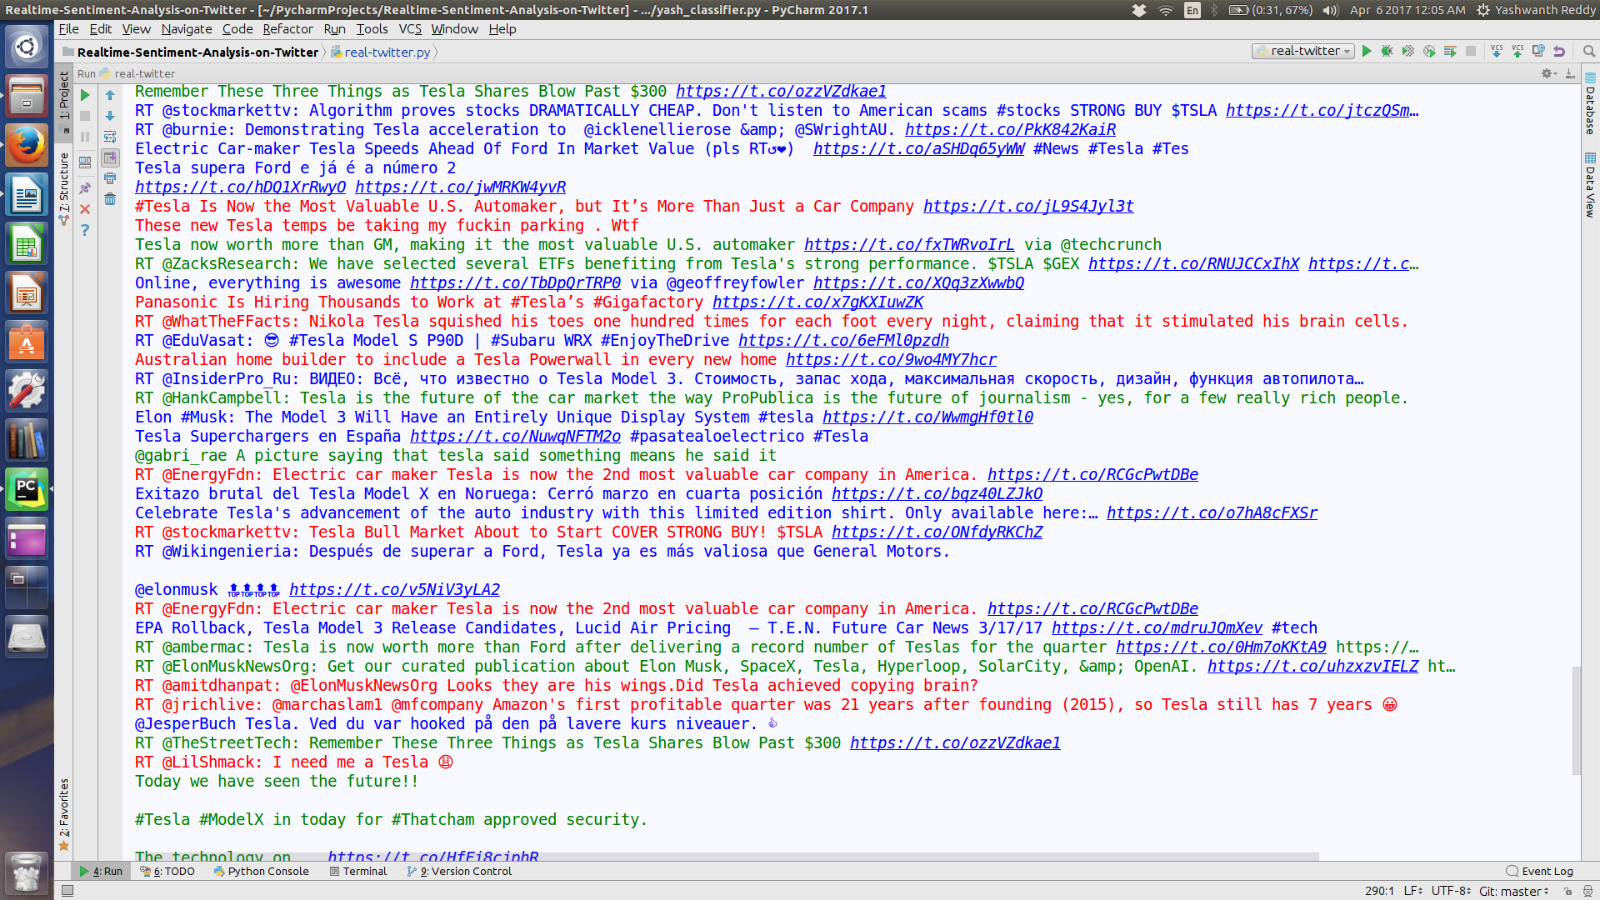 Realtime-Sentiment-Analysis-on-Twitter - [~/PycharmProjects/Realtime-Sentiment-Analysis-on-Twitter] - .../yash_classifier.py - PyCharm 2017.1
En (0:31, 67%) Apr 6 2017 12:05 AM Yashwanth Reddy
File Edit View Navigate Code Refactor Run Tools VCS Window Help
Realtime-Sentiment-Analysis-on-Twitter real-twitter.py real-twitter VCS VCS
Run real-twitter
1: Project
7: Structure
2: Favorites
Database
Data View
PC
Remember These Three Things as Tesla Shares Blow Past $300 https://t.co/ozzVZdkae1
RT @stockmarkettv: Algorithm proves stocks DRAMATICALLY CHEAP. Don't listen to American scams #stocks STRONG BUY $TSLA https://t.co/jtczQSm…
RT @burnie: Demonstrating Tesla acceleration to  @icklenellierose &amp; @SWrightAU. https://t.co/PkK842KaiR
Electric Car-maker Tesla Speeds Ahead Of Ford In Market Value (pls RT↺❤)  https://t.co/aSHDq65yWW #News #Tesla #Tes
Tesla supera Ford e já é a número 2
https://t.co/hDQ1XrRwyO https://t.co/jwMRKW4yvR
#Tesla Is Now the Most Valuable U.S. Automaker, but It’s More Than Just a Car Company https://t.co/jL9S4Jyl3t
These new Tesla temps be taking my fuckin parking . Wtf
Tesla now worth more than GM, making it the most valuable U.S. automaker https://t.co/fxTWRvoIrL via @techcrunch
RT @ZacksResearch: We have selected several ETFs benefiting from Tesla's strong performance. $TSLA $GEX https://t.co/RNUJCCxIhX https://t.c…
Online, everything is awesome https://t.co/TbDpQrTRP0 via @geoffreyfowler https://t.co/XQq3zXwwbQ
Panasonic Is Hiring Thousands to Work at #Tesla’s #Gigafactory https://t.co/x7gKXIuwZK
RT @WhatTheFFacts: Nikola Tesla squished his toes one hundred times for each foot every night, claiming that it stimulated his brain cells.
RT @EduVasat: 😎 #Tesla Model S P90D | #Subaru WRX #EnjoyTheDrive https://t.co/6eFMl0pzdh
Australian home builder to include a Tesla Powerwall in every new home https://t.co/9wo4MY7hcr
RT @InsiderPro_Ru: ВИДЕО: Всё, что известно о Tesla Model 3. Стоимость, запас хода, максимальная скорость, дизайн, функция автопилота…
RT @HankCampbell: Tesla is the future of the car market the way ProPublica is the future of journalism - yes, for a few really rich people.
Elon #Musk: The Model 3 Will Have an Entirely Unique Display System #tesla https://t.co/WwmgHf0tl0
Tesla Superchargers en España https://t.co/NuwqNFTM2o #pasatealoelectrico #Tesla
@gabri_rae A picture saying that tesla said something means he said it
RT @EnergyFdn: Electric car maker Tesla is now the 2nd most valuable car company in America. https://t.co/RCGcPwtDBe
Exitazo brutal del Tesla Model X en Noruega: Cerró marzo en cuarta posición https://t.co/bqz40LZJkO
Celebrate Tesla's advancement of the auto industry with this limited edition shirt. Only available here:… https://t.co/o7hA8cFXSr
RT @stockmarkettv: Tesla Bull Market About to Start COVER STRONG BUY! $TSLA https://t.co/ONfdyRKChZ
RT @Wikingenieria: Después de superar a Ford, Tesla ya es más valiosa que General Motors.
@elonmusk 🔝🔝🔝🔝 https://t.co/v5NiV3yLA2
RT @EnergyFdn: Electric car maker Tesla is now the 2nd most valuable car company in America. https://t.co/RCGcPwtDBe
EPA Rollback, Tesla Model 3 Release Candidates, Lucid Air Pricing  – T.E.N. Future Car News 3/17/17 https://t.co/mdruJQmXev #tech
RT @ambermac: Tesla is now worth more than Ford after delivering a record number of Teslas for the quarter https://t.co/0Hm7oKKtA9 https://…
RT @ElonMuskNewsOrg: Get our curated publication about Elon Musk, SpaceX, Tesla, Hyperloop, SolarCity, &amp; OpenAI. https://t.co/uhzxzvIELZ ht…
RT @amitdhanpat: @ElonMuskNewsOrg Looks they are his wings.Did Tesla achieved copying brain?
RT @jrichlive: @marchaslam1 @mfcompany Amazon's first profitable quarter was 21 years after founding (2015), so Tesla still has 7 years 😀
@JesperBuch Tesla. Ved du var hooked på den på lavere kurs niveauer. 👍
RT @TheStreetTech: Remember These Three Things as Tesla Shares Blow Past $300 https://t.co/ozzVZdkae1
RT @LilShmack: I need me a Tesla 😩
Today we have seen the future!!
#Tesla #ModelX in today for #Thatcham approved security.
The technology on … https://t.co/HfEi8cjphR
4: Run 6: TODO Python Console Terminal 9: Version Control Event Log
290:1 LF UTF-8 Git: master